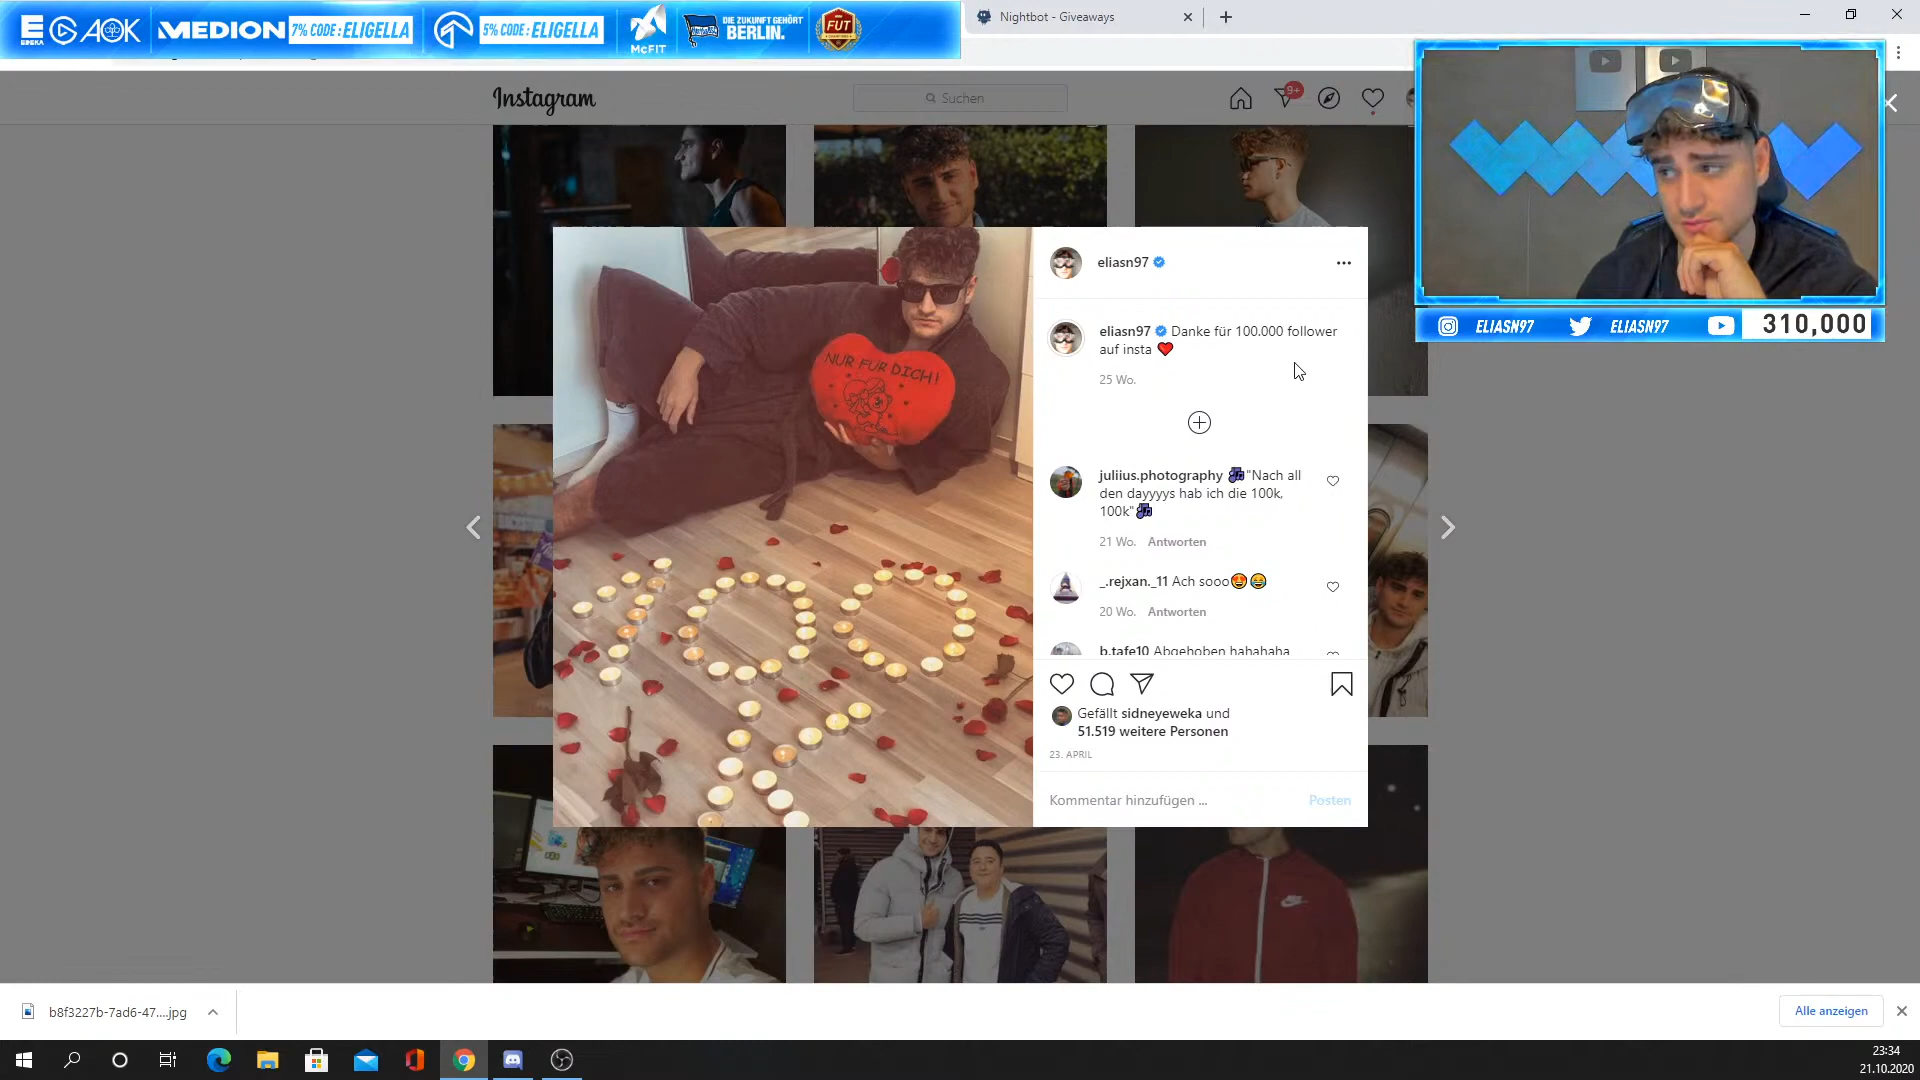 AOK
MEDION 7% CODE: ELIGELLA
5% CODE: ELIGELLA
McFIT
DIE ZUKUNFT GEHÖRT
BERLIN.
FUT
Nightbot - Giveaways
Instagram
Suchen
9+
ELIASN97
ELIASN97
310,000
NUR FÜR DICH!
eliasn97
eliasn97 Danke für 100.000 follower
auf insta ❤️
25 Wo.
juliius.photography 🎶"Nach all
den dayyyys hab ich die 100k,
100k"🎶
21 Wo. Antworten
_.rejxan._11 Ach sooo😍😂
20 Wo. Antworten
b.tafe10 Abgehoben hahahaha
Gefällt sidneyeweka und
51.519 weitere Personen
23. APRIL
Kommentar hinzufügen ...
Posten
100
K
b8f3227b-7ad6-47....jpg
Alle anzeigen
23:34
21.10.2020